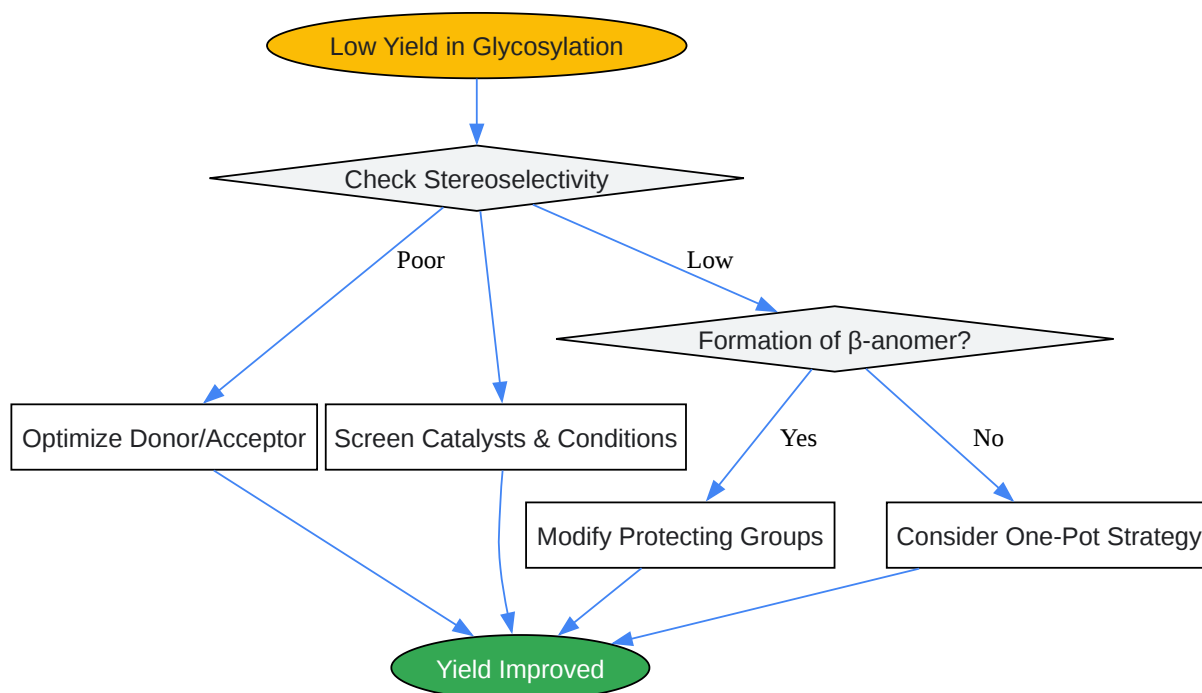 Low Yield in Glycosylation
Check Stereoselectivity
Poor
Low
Formation of β-anomer?
Optimize Donor/Acceptor
Screen Catalysts & Conditions
Yes
No
Modify Protecting Groups
Consider One-Pot Strategy
Yield Improved